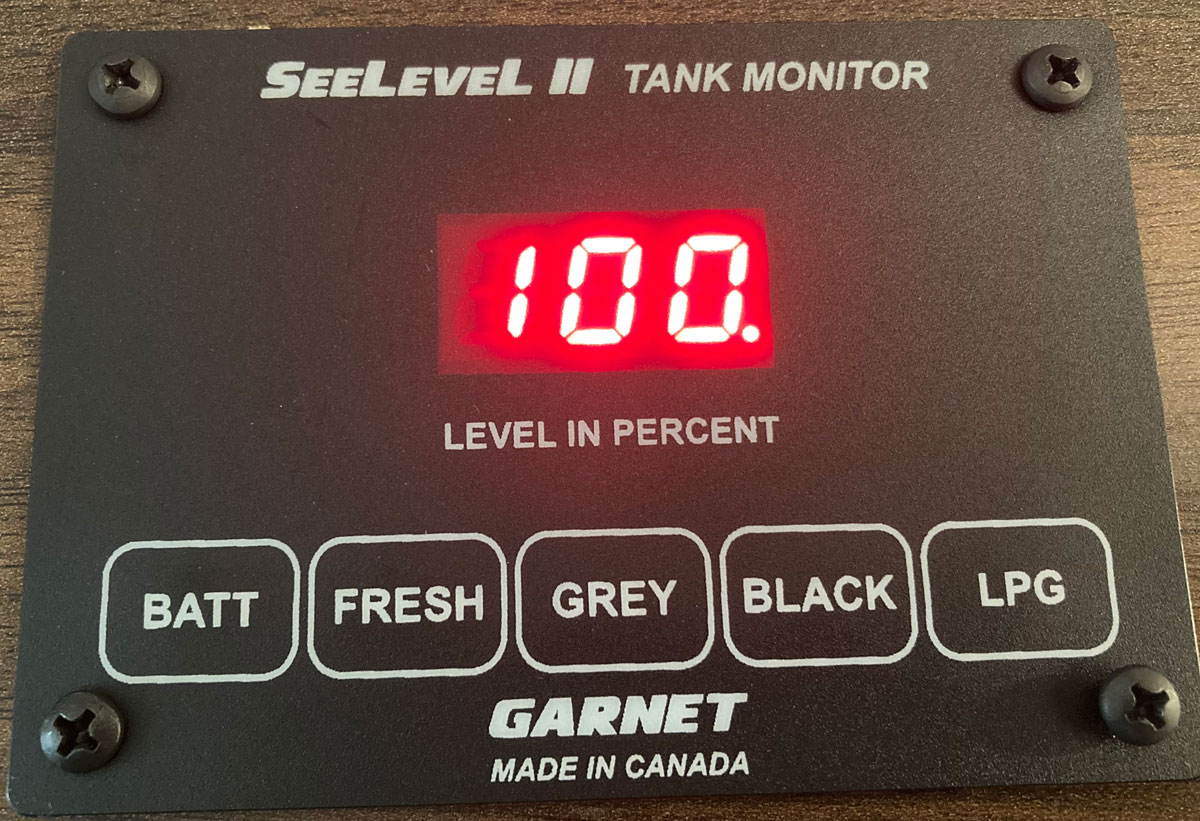 SEELEVEL II TANK MONITOR
100.
LEVEL IN PERCENT
BATT FRESH GREY BLACK LPG
GARNET
MADE IN CANADA